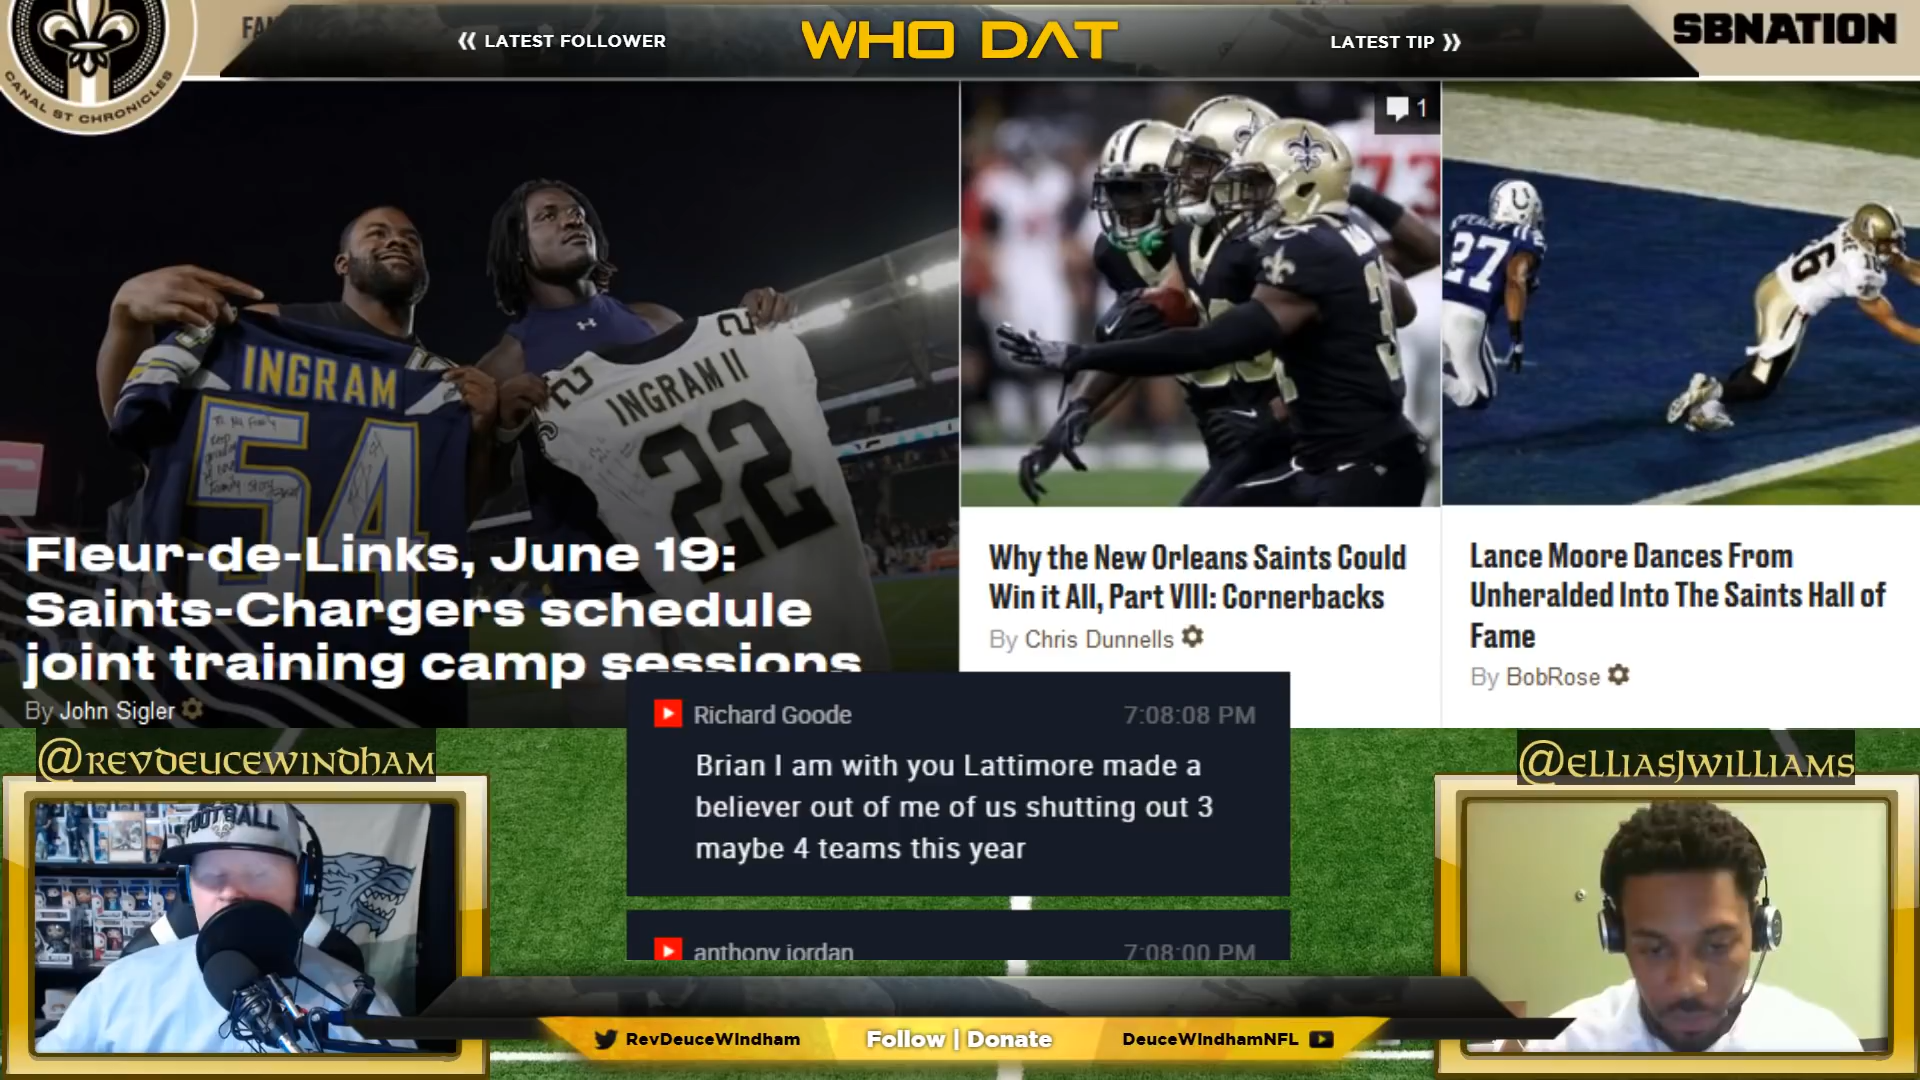 LATEST FOLLOWER
WHO DAT
LATEST TIP
SBNATION
CANAL ST CHRONICLES
FAN
1
INGRAM
54
INGRAM II
22
22
73
27
16
Fleur-de-Links, June 19:
Saints-Chargers schedule
joint training camp sessions
By John Sigler
Why the New Orleans Saints Could
Win it All, Part VIII: Cornerbacks
By Chris Dunnells
Lance Moore Dances From
Unheralded Into The Saints Hall of
Fame
By BobRose
Richard Goode 7:08:08 PM
Brian I am with you Lattimore made a
believer out of me of us shutting out 3
maybe 4 teams this year
anthony jordan 7:08:00 PM
@REVDEUCEWINDHAM
@ELLIASJWILLIAMS
FOOTBALL
RevDeuceWindham
Follow | Donate
DeuceWindhamNFL